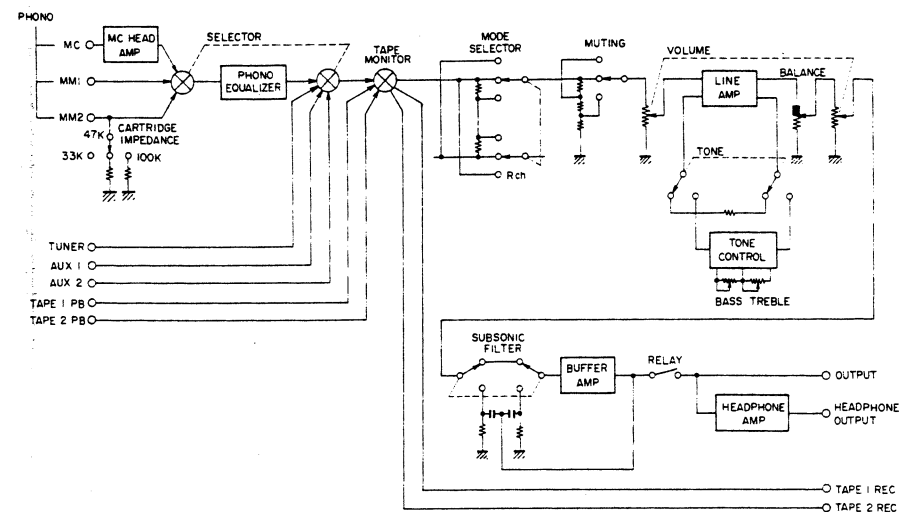 PHONO
MC
MC HEAD
AMP
SELECTOR
MM1
PHONO
EQUALIZER
MM2
47K
CARTRIDGE
IMPEDANCE
33K
100K
TAPE
MONITOR
MODE
SELECTOR
Rch
MUTING
VOLUME
LINE
AMP
BALANCE
TONE
TONE
CONTROL
BASS TREBLE
TUNER
AUX 1
AUX 2
TAPE 1 PB
TAPE 2 PB
SUBSONIC
FILTER
BUFFER
AMP
RELAY
OUTPUT
HEADPHONE
AMP
HEADPHONE
OUTPUT
TAPE 1 REC
TAPE 2 REC